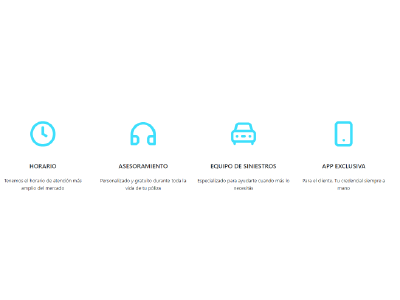 HORARIO
Tenemos el horario de atención más
amplio del mercado
ASESORAMIENTO
Personalizado y gratuito durante toda la
vida de tu póliza
EQUIPO DE SINIESTROS
Especializado para ayudarte cuando más lo
necesitás
APP EXCLUSIVA
Para el cliente. Tu credencial siempre a
mano